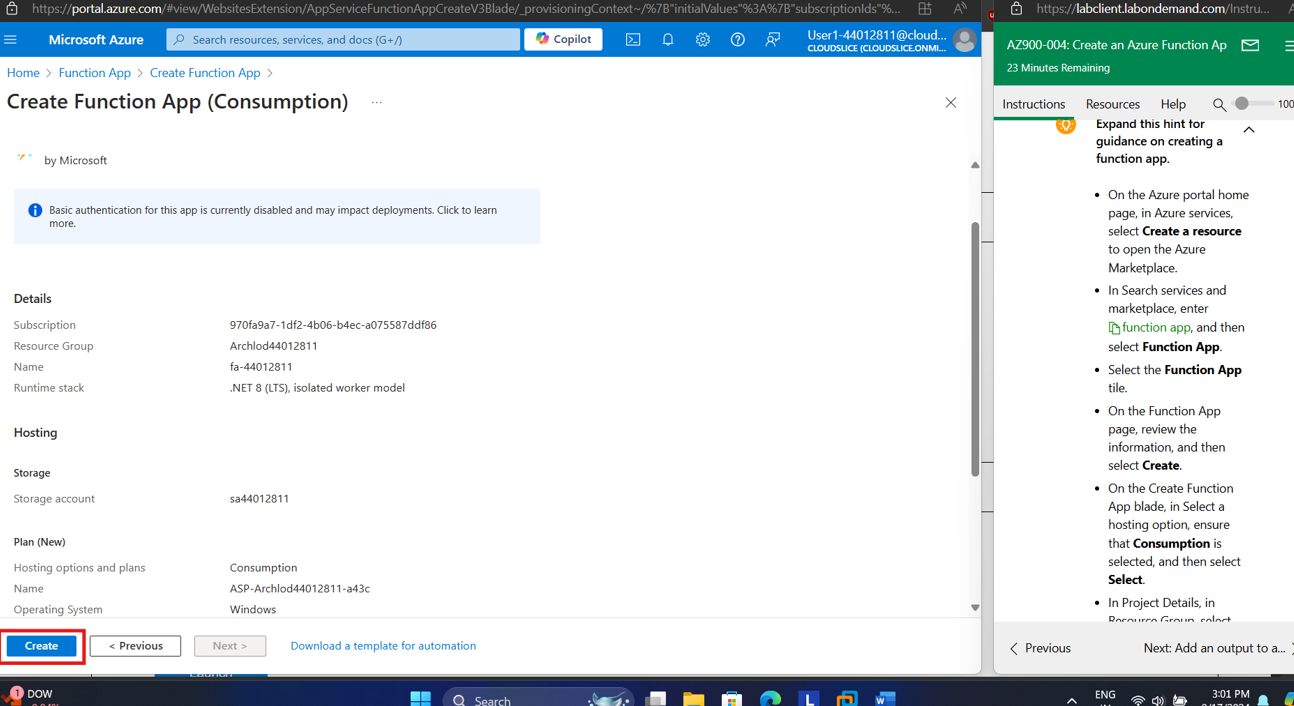 https://portal.azure.com/#view/WebsitesExtension/AppServiceFunctionAppCreateV3Blade/_provisioningContext~/%7B"initialValues"%3A%7B"subscriptionIds"%...
Microsoft Azure
Search resources, services, and docs (G+/)
Copilot
User1-44012811@cloud...
CLOUDSLICE (CLOUDSLICE.ONMI...
Home > Function App > Create Function App >
Create Function App (Consumption) ...
by Microsoft
Basic authentication for this app is currently disabled and may impact deployments. Click to learn
more.
Details
Subscription 970fa9a7-1df2-4b06-b4ec-a075587ddf86
Resource Group Archlod44012811
Name fa-44012811
Runtime stack .NET 8 (LTS), isolated worker model
Hosting
Storage
Storage account sa44012811
Plan (New)
Hosting options and plans Consumption
Name ASP-Archlod44012811-a43c
Operating System Windows
Create
< Previous
Next >
Download a template for automation
https://labclient.labondemand.com/Instru...
AZ900-004: Create an Azure Function Ap
23 Minutes Remaining
Instructions Resources Help 100
Expand this hint for
guidance on creating a
function app.
• On the Azure portal home
page, in Azure services,
select Create a resource
to open the Azure
Marketplace.
• In Search services and
marketplace, enter
function app, and then
select Function App.
• Select the Function App
tile.
• On the Function App
page, review the
information, and then
select Create.
• On the Create Function
App blade, in Select a
hosting option, ensure
that Consumption is
selected, and then select
Select.
• In Project Details, in
Resource Group, select
< Previous
Next: Add an output to a...
1
DOW
Search
ENG
3:01 PM